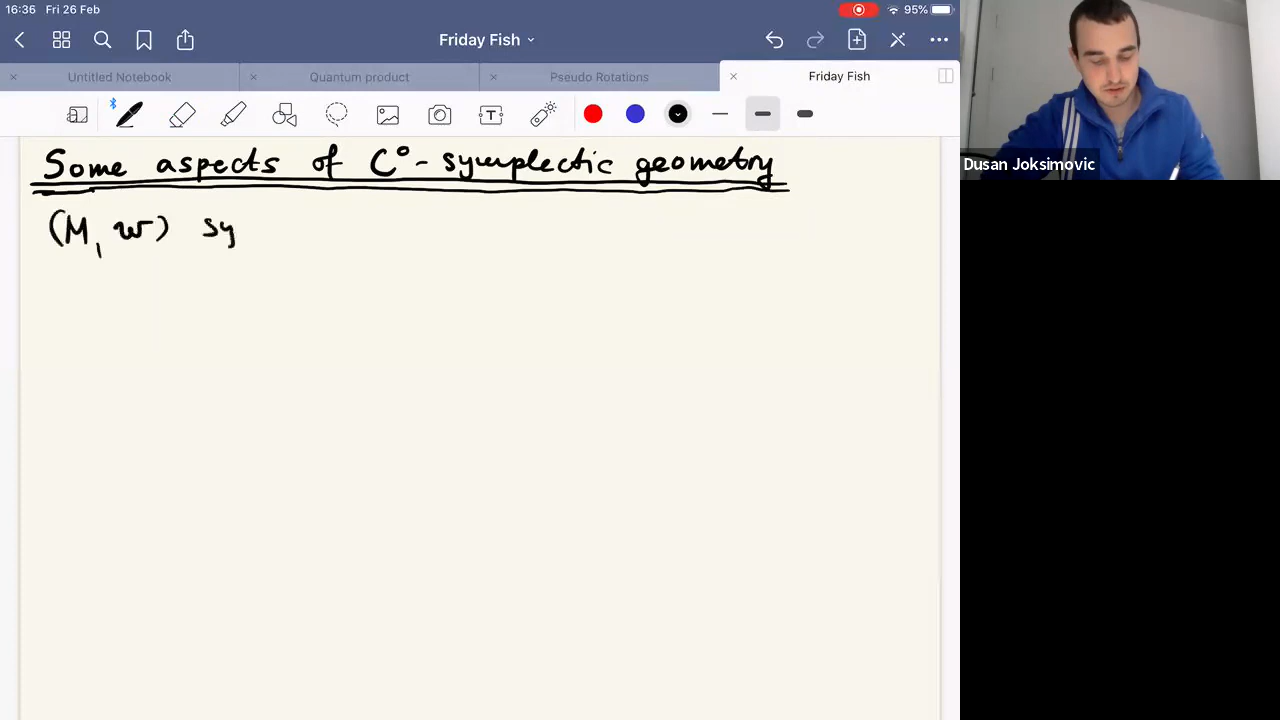 16:36 Fri 26 Feb 95%
Friday Fish
Untitled Notebook Quantum product Pseudo Rotations Friday Fish
Some aspects of C⁰- symplectic geometry
(M, ω) sy
Dusan Joksimovic